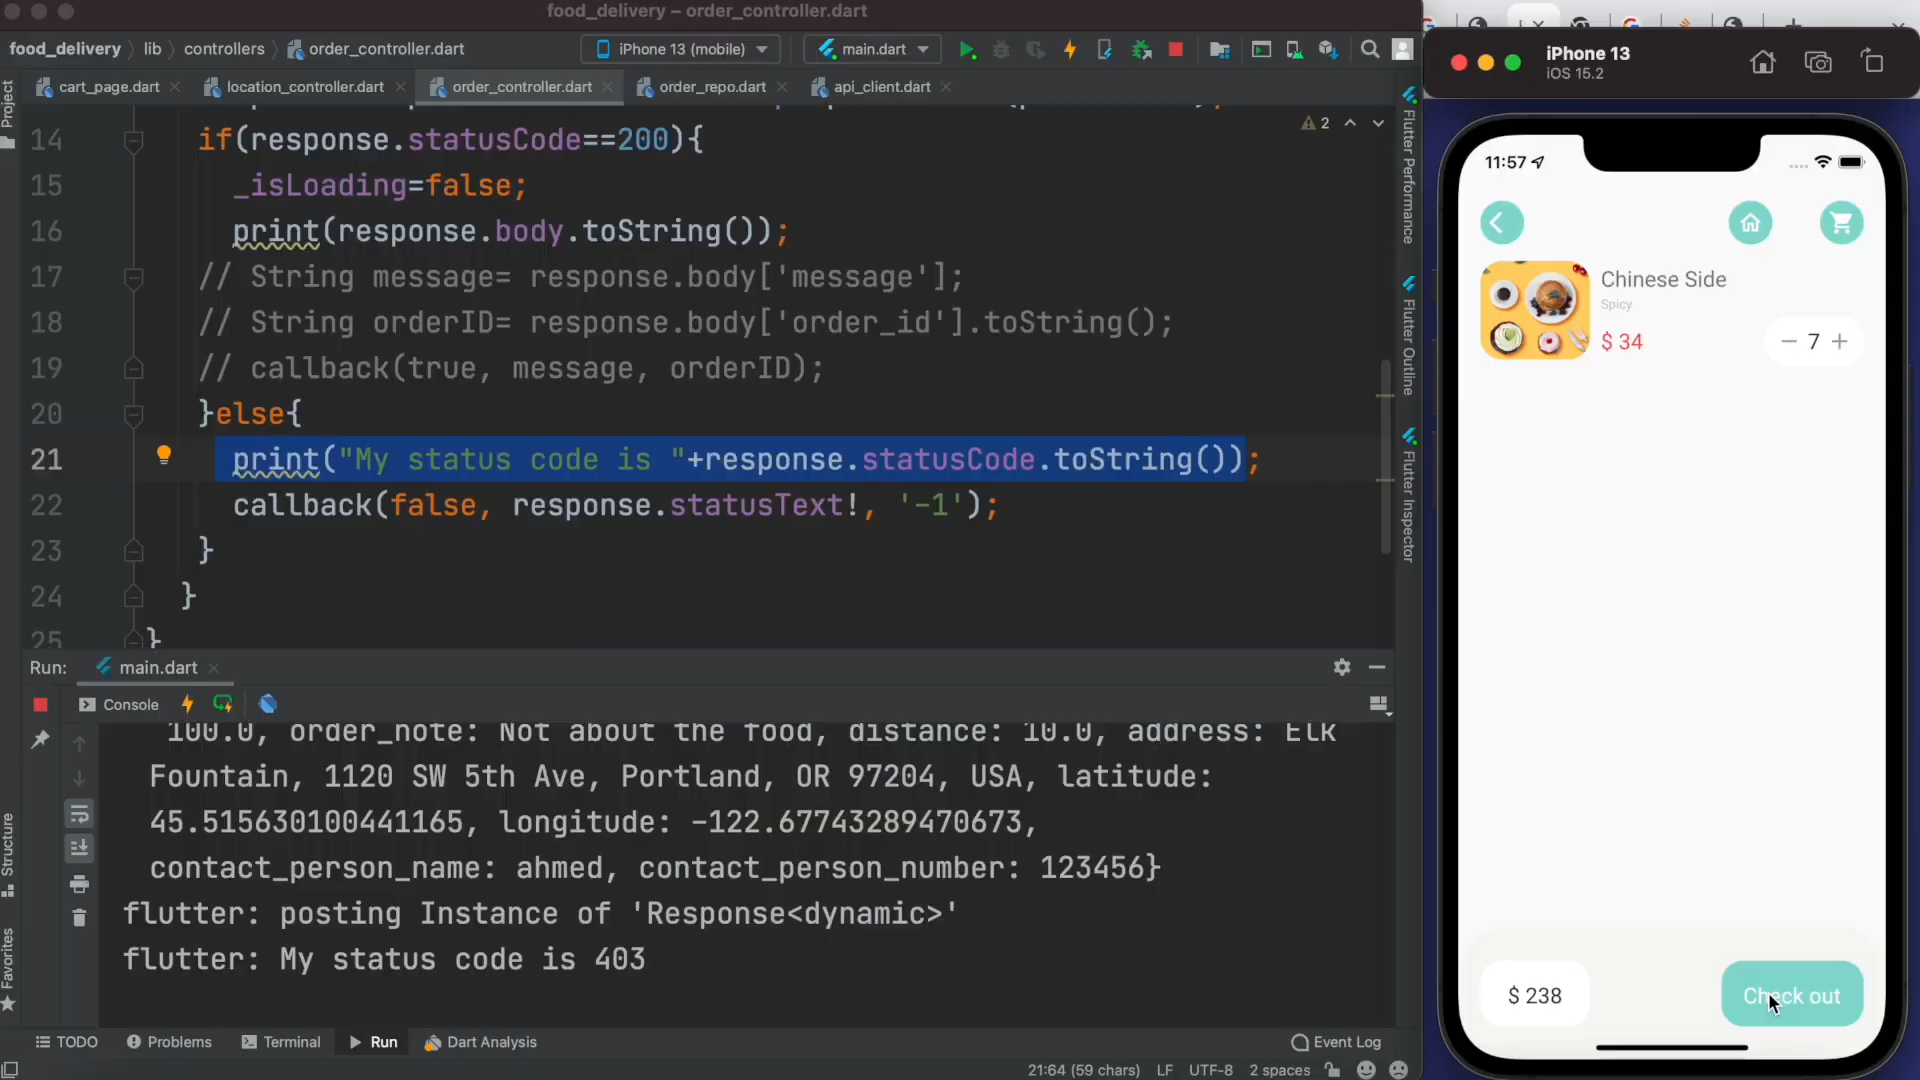 food_delivery – order_controller.dart
food_delivery
lib
controllers
order_controller.dart
iPhone 13 (mobile)
main.dart
cart_page.dart
location_controller.dart
order_controller.dart
order_repo.dart
api_client.dart
Project
14 if(response.statusCode==200){
2
15 _isLoading=false;
16 print(response.body.toString());
17 // String message= response.body['message'];
18 // String orderID= response.body['order_id'].toString();
19 // callback(true, message, orderID);
20 }else{
21 print("My status code is "+response.statusCode.toString());
22 callback(false, response.statusText!, '-1');
23 }
24 }
25 }
Flutter Performance
Flutter Outline
Flutter Inspector
Run: main.dart
Console
100.0, order_note: Not about the food, distance: 10.0, address: Elk
Fountain, 1120 SW 5th Ave, Portland, OR 97204, USA, latitude:
45.515630100441165, longitude: -122.67743289470673,
contact_person_name: ahmed, contact_person_number: 123456}
flutter: posting Instance of 'Response<dynamic>'
flutter: My status code is 403
Structure
Favorites
TODO
Problems
Terminal
Run
Dart Analysis
Event Log
21:64 (59 chars)
LF
UTF-8
2 spaces
iPhone 13
iOS 15.2
11:57
Chinese Side
Spicy
$ 34
7
$ 238
Check out